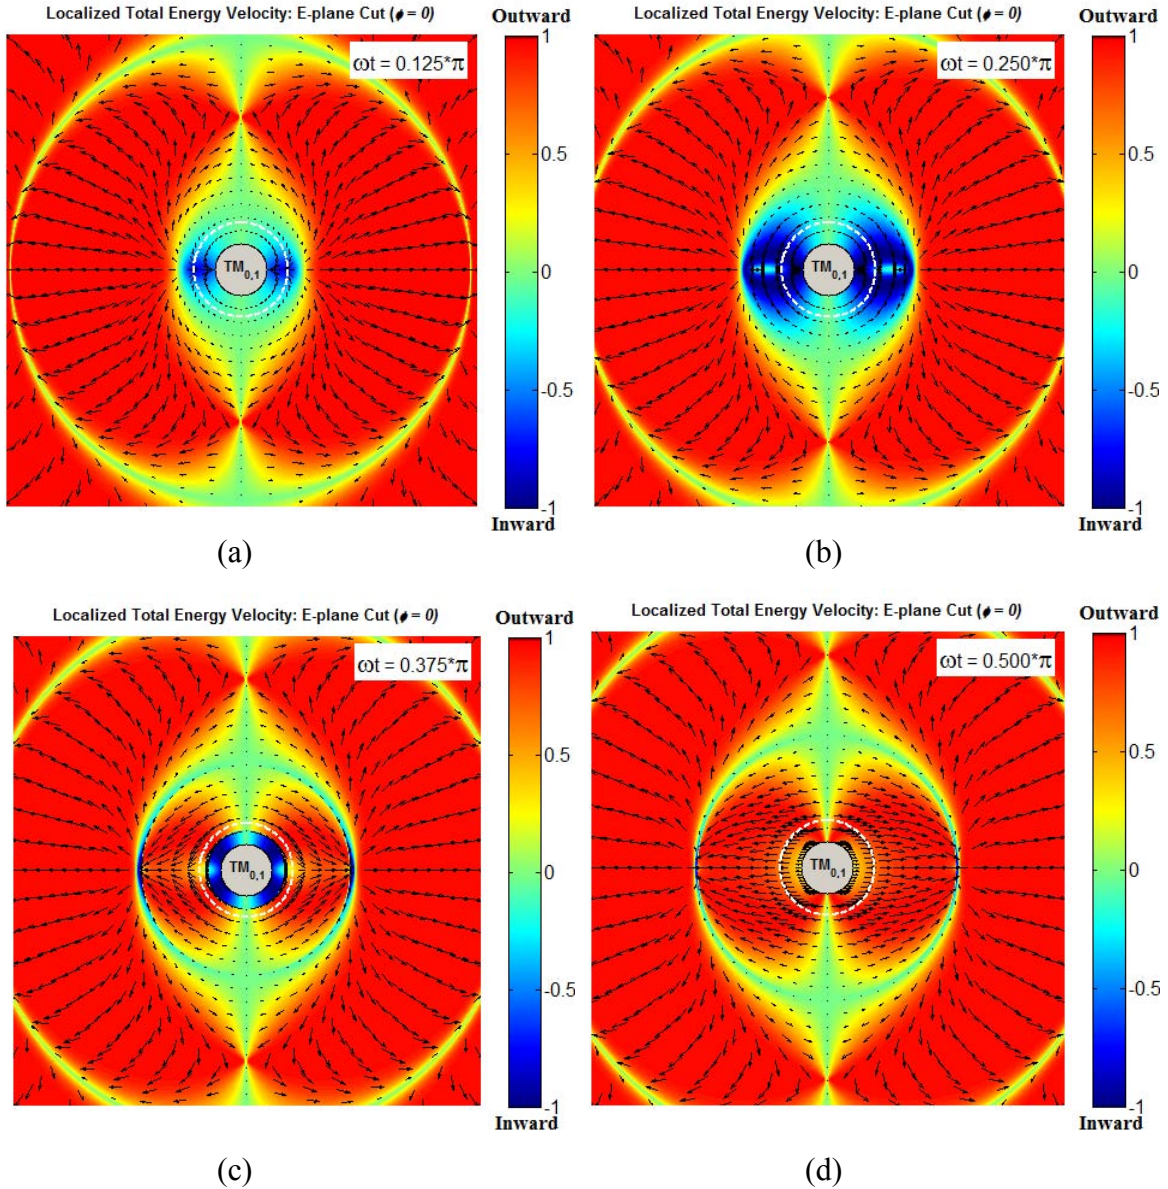 Localized Total Energy Velocity: E-plane Cut (ϕ = 0)
Outward
ωt = 0.125*π
1
0.5
0
-0.5
-1
TM0,1
Inward
(a)
Localized Total Energy Velocity: E-plane Cut (ϕ = 0)
Outward
ωt = 0.250*π
1
0.5
0
-0.5
-1
TM0,1
Inward
(b)
Localized Total Energy Velocity: E-plane Cut (ϕ = 0)
Outward
ωt = 0.375*π
1
0.5
0
-0.5
-1
TM0,1
Inward
(c)
Localized Total Energy Velocity: E-plane Cut (ϕ = 0)
Outward
ωt = 0.500*π
1
0.5
0
-0.5
-1
TM0,1
Inward
(d)